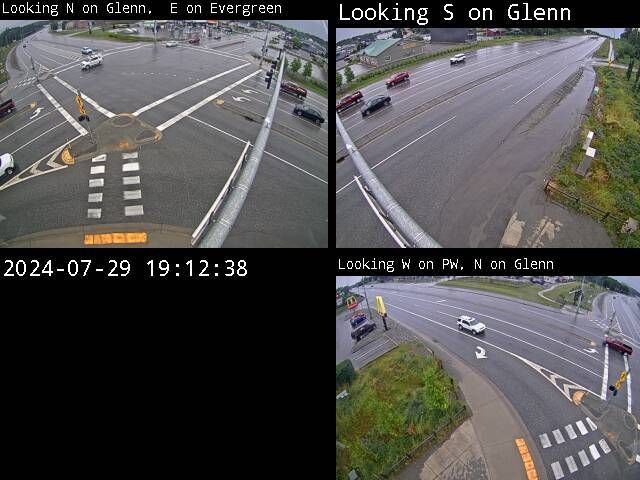 Looking N on Glenn,  E on Evergreen
Looking S on Glenn
2024-07-29 19:12:38
Looking W on PW, N on Glenn